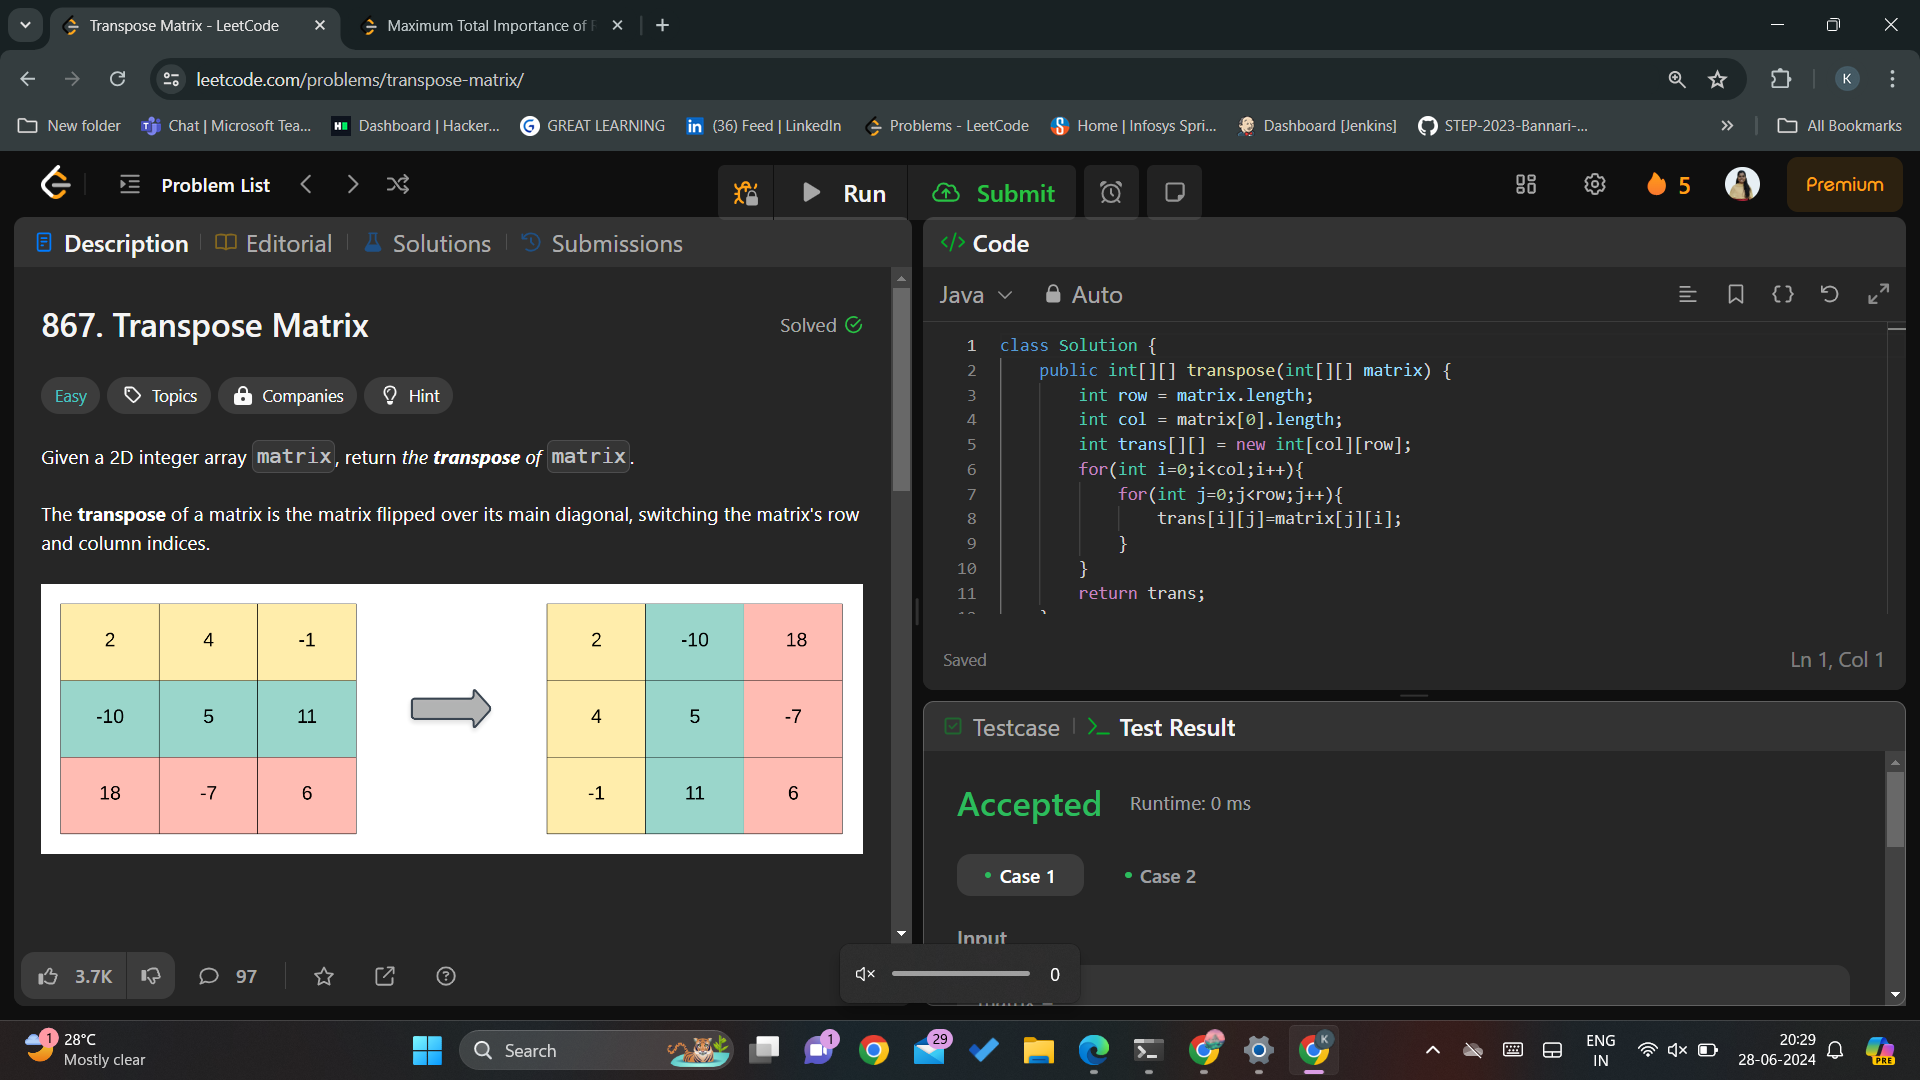 Transpose Matrix - LeetCode
Maximum Total Importance of
leetcode.com/problems/transpose-matrix/
K
New folder
Chat | Microsoft Tea...
Dashboard | Hacker...
GREAT LEARNING
(36) Feed | LinkedIn
Problems - LeetCode
Home | Infosys Spri...
Dashboard [Jenkins]
STEP-2023-Bannari-...
All Bookmarks
Problem List
Run
Submit
5
Premium
Description
Editorial
Solutions
Submissions
867. Transpose Matrix
Solved
Easy
Topics
Companies
Hint
Given a 2D integer array matrix, return the transpose of matrix.
The transpose of a matrix is the matrix flipped over its main diagonal, switching the matrix's row
and column indices.
2 4 -1
-10 5 11
18 -7 6
2 -10 18
4 5 -7
-1 11 6
3.7K
97
</> Code
Java
Auto
1 class Solution {
2 public int[][] transpose(int[][] matrix) {
3 int row = matrix.length;
4 int col = matrix[0].length;
5 int trans[][] = new int[col][row];
6 for(int i=0;i<col;i++){
7 for(int j=0;j<row;j++){
8 trans[i][j]=matrix[j][i];
9 }
10 }
11 return trans;
Saved
Ln 1, Col 1
Testcase
Test Result
Accepted
Runtime: 0 ms
Case 1
Case 2
Input
0
1
28°C
Mostly clear
Search
1
29
K
ENG
IN
20:29
28-06-2024
PRE